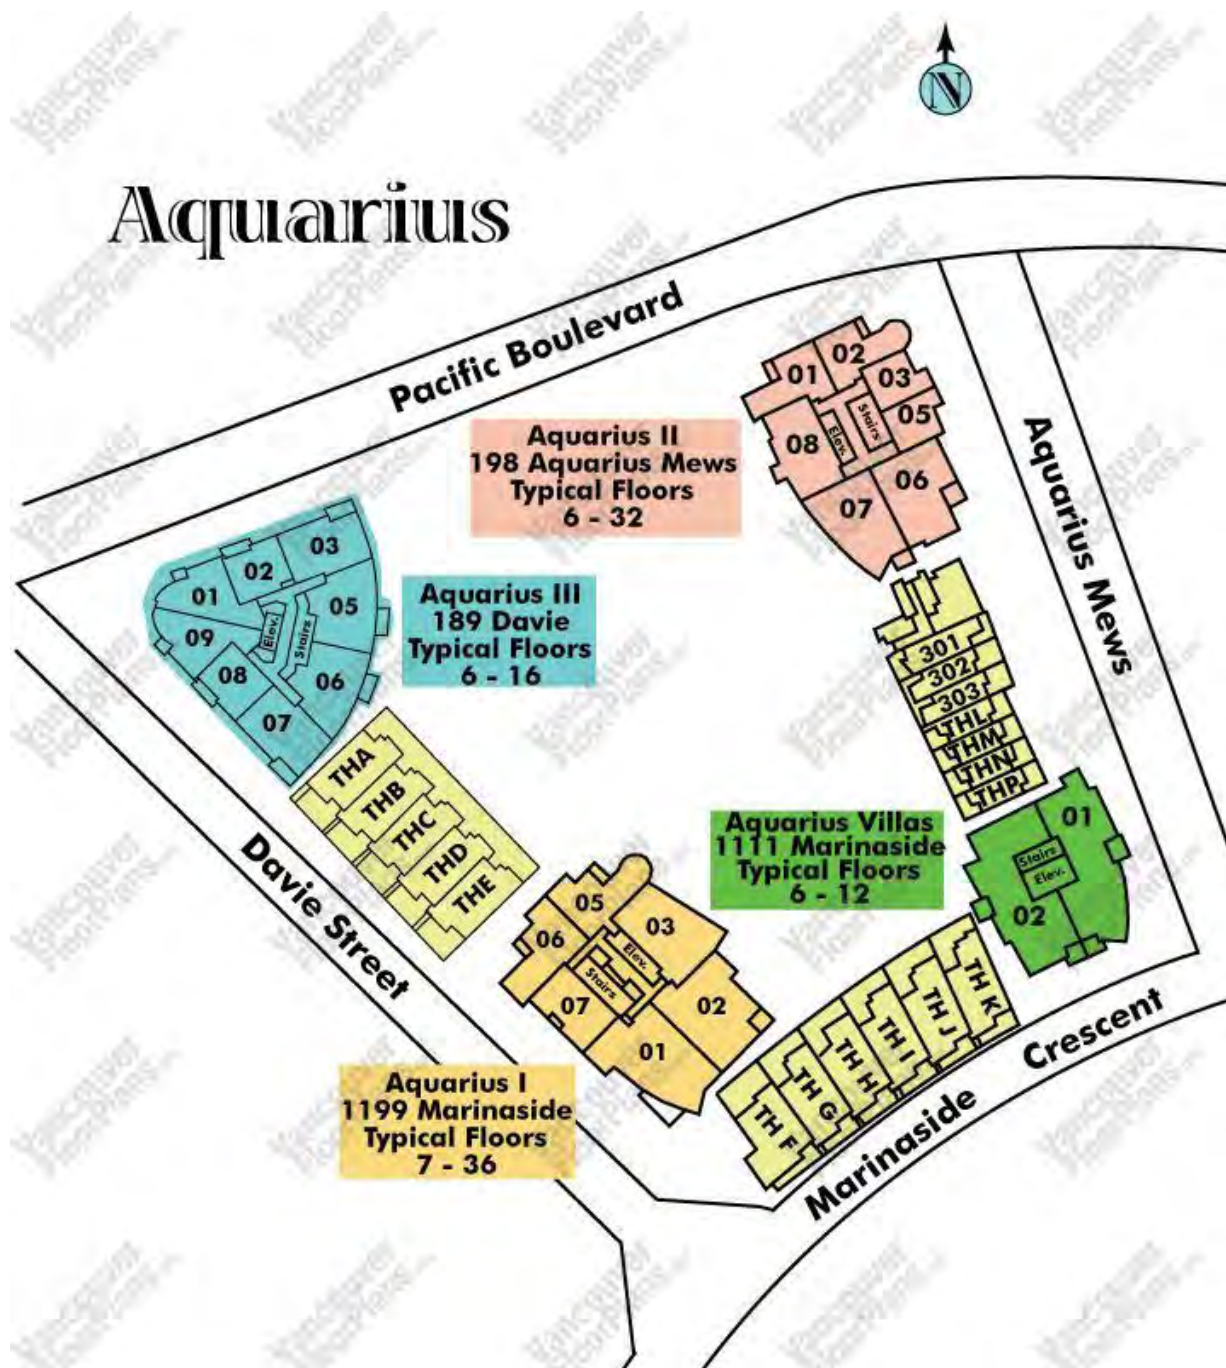 N
Aquarius
Pacific Boulevard
Aquarius Mews
Aquarius II
198 Aquarius Mews
Typical Floors
6 - 32
01
02
03
05
06
07
08
Elev.
Stairs
Aquarius III
189 Davie
Typical Floors
6 - 16
01
02
03
05
06
07
08
09
Elev.
Stairs
301
302
303
THL
THM
THN
THP
THA
THB
THC
THD
THE
Davie Street
Aquarius Villas
1111 Marinaside
Typical Floors
6 - 12
01
02
Stairs
Elev.
05
03
06
02
07
01
Elev.
Stairs
Aquarius I
1199 Marinaside
Typical Floors
7 - 36
TH F
TH G
TH H
TH I
TH J
TH K
Marinaside Crescent
Vancouver
FloorPlans